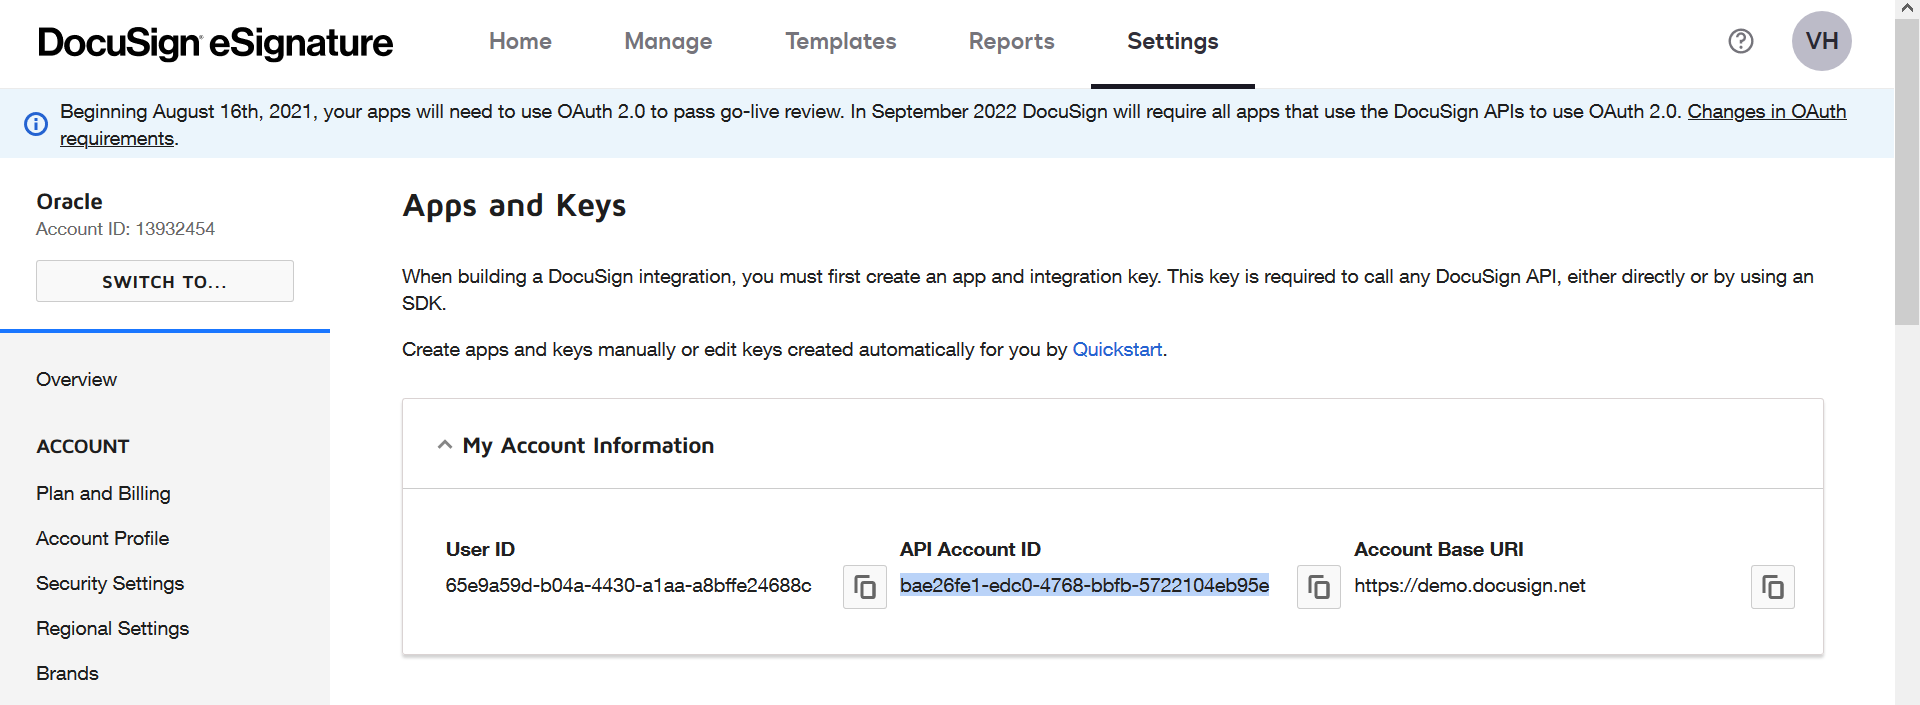 DocuSign eSignature
Home Manage Templates Reports Settings
VH
Beginning August 16th, 2021, your apps will need to use OAuth 2.0 to pass go-live review. In September 2022 DocuSign will require all apps that use the DocuSign APIs to use OAuth 2.0. Changes in OAuth
requirements.
Oracle
Account ID: 13932454
SWITCH TO...
Overview
ACCOUNT
Plan and Billing
Account Profile
Security Settings
Regional Settings
Brands
Apps and Keys
When building a DocuSign integration, you must first create an app and integration key. This key is required to call any DocuSign API, either directly or by using an
SDK.
Create apps and keys manually or edit keys created automatically for you by Quickstart.
My Account Information
User ID API Account ID Account Base URI
65e9a59d-b04a-4430-a1aa-a8bffe24688c bae26fe1-edc0-4768-bbfb-5722104eb95e https://demo.docusign.net